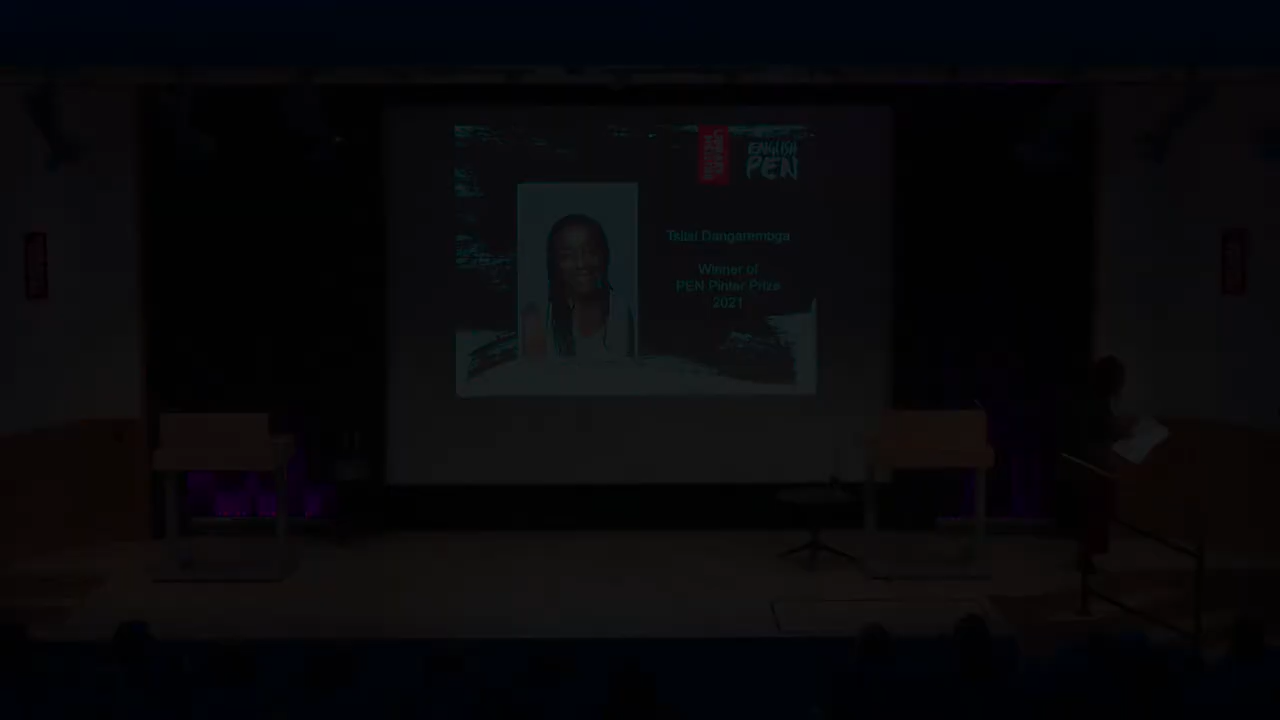 ENGLISH
PEN
Tsitsi Dangarembga
Winner of
PEN Pinter Prize
2021